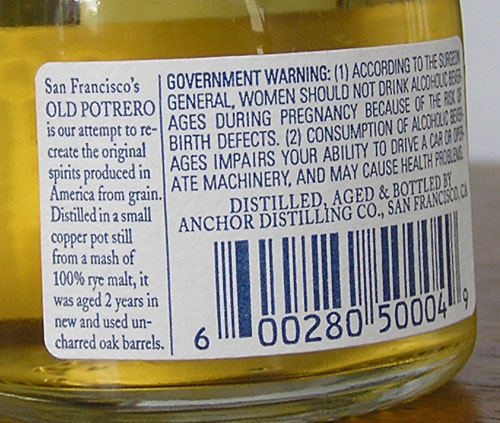 San Francisco's
OLD POTRERO
is our attempt to re-
create the original
spirits produced in
America from grain.
Distilled in a small
copper pot still
from a mash of
100% rye malt, it
was aged 2 years in
new and used un-
charred oak barrels.
GOVERNMENT WARNING: (1) ACCORDING TO THE SURGEON
GENERAL, WOMEN SHOULD NOT DRINK ALCOHOLIC BEVER-
AGES DURING PREGNANCY BECAUSE OF THE RISK OF
BIRTH DEFECTS. (2) CONSUMPTION OF ALCOHOLIC BEVER-
AGES IMPAIRS YOUR ABILITY TO DRIVE A CAR OR OPER-
ATE MACHINERY, AND MAY CAUSE HEALTH PROBLEMS.
DISTILLED, AGED & BOTTLED BY
ANCHOR DISTILLING CO., SAN FRANCISCO, CA
6 00280 50004 9